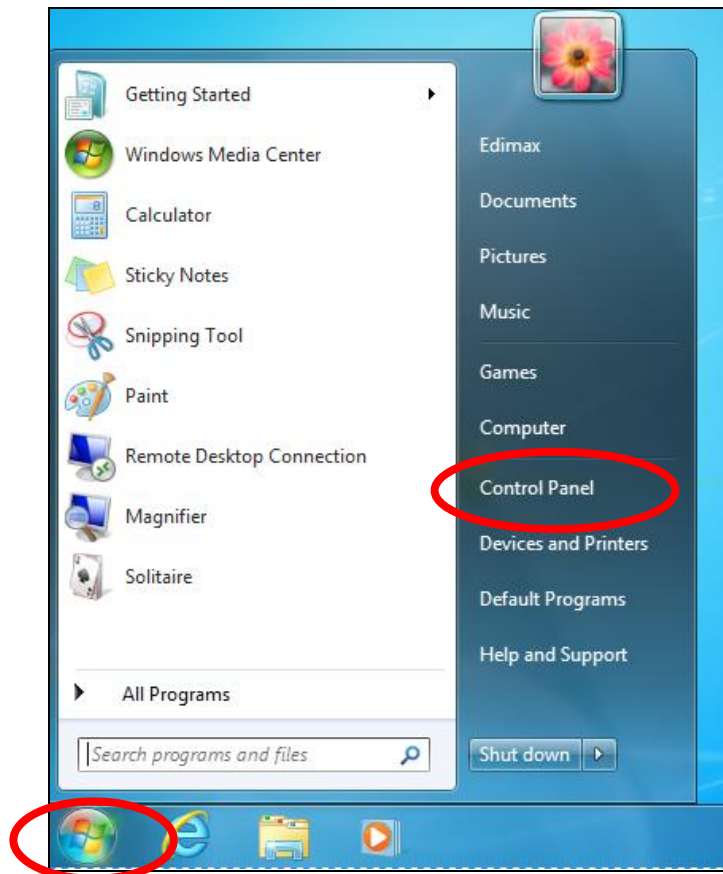 Getting Started
Windows Media Center
Calculator
Sticky Notes
Snipping Tool
Paint
Remote Desktop Connection
Magnifier
Solitaire
All Programs
Search programs and files
Edimax
Documents
Pictures
Music
Games
Computer
Control Panel
Devices and Printers
Default Programs
Help and Support
Shut down